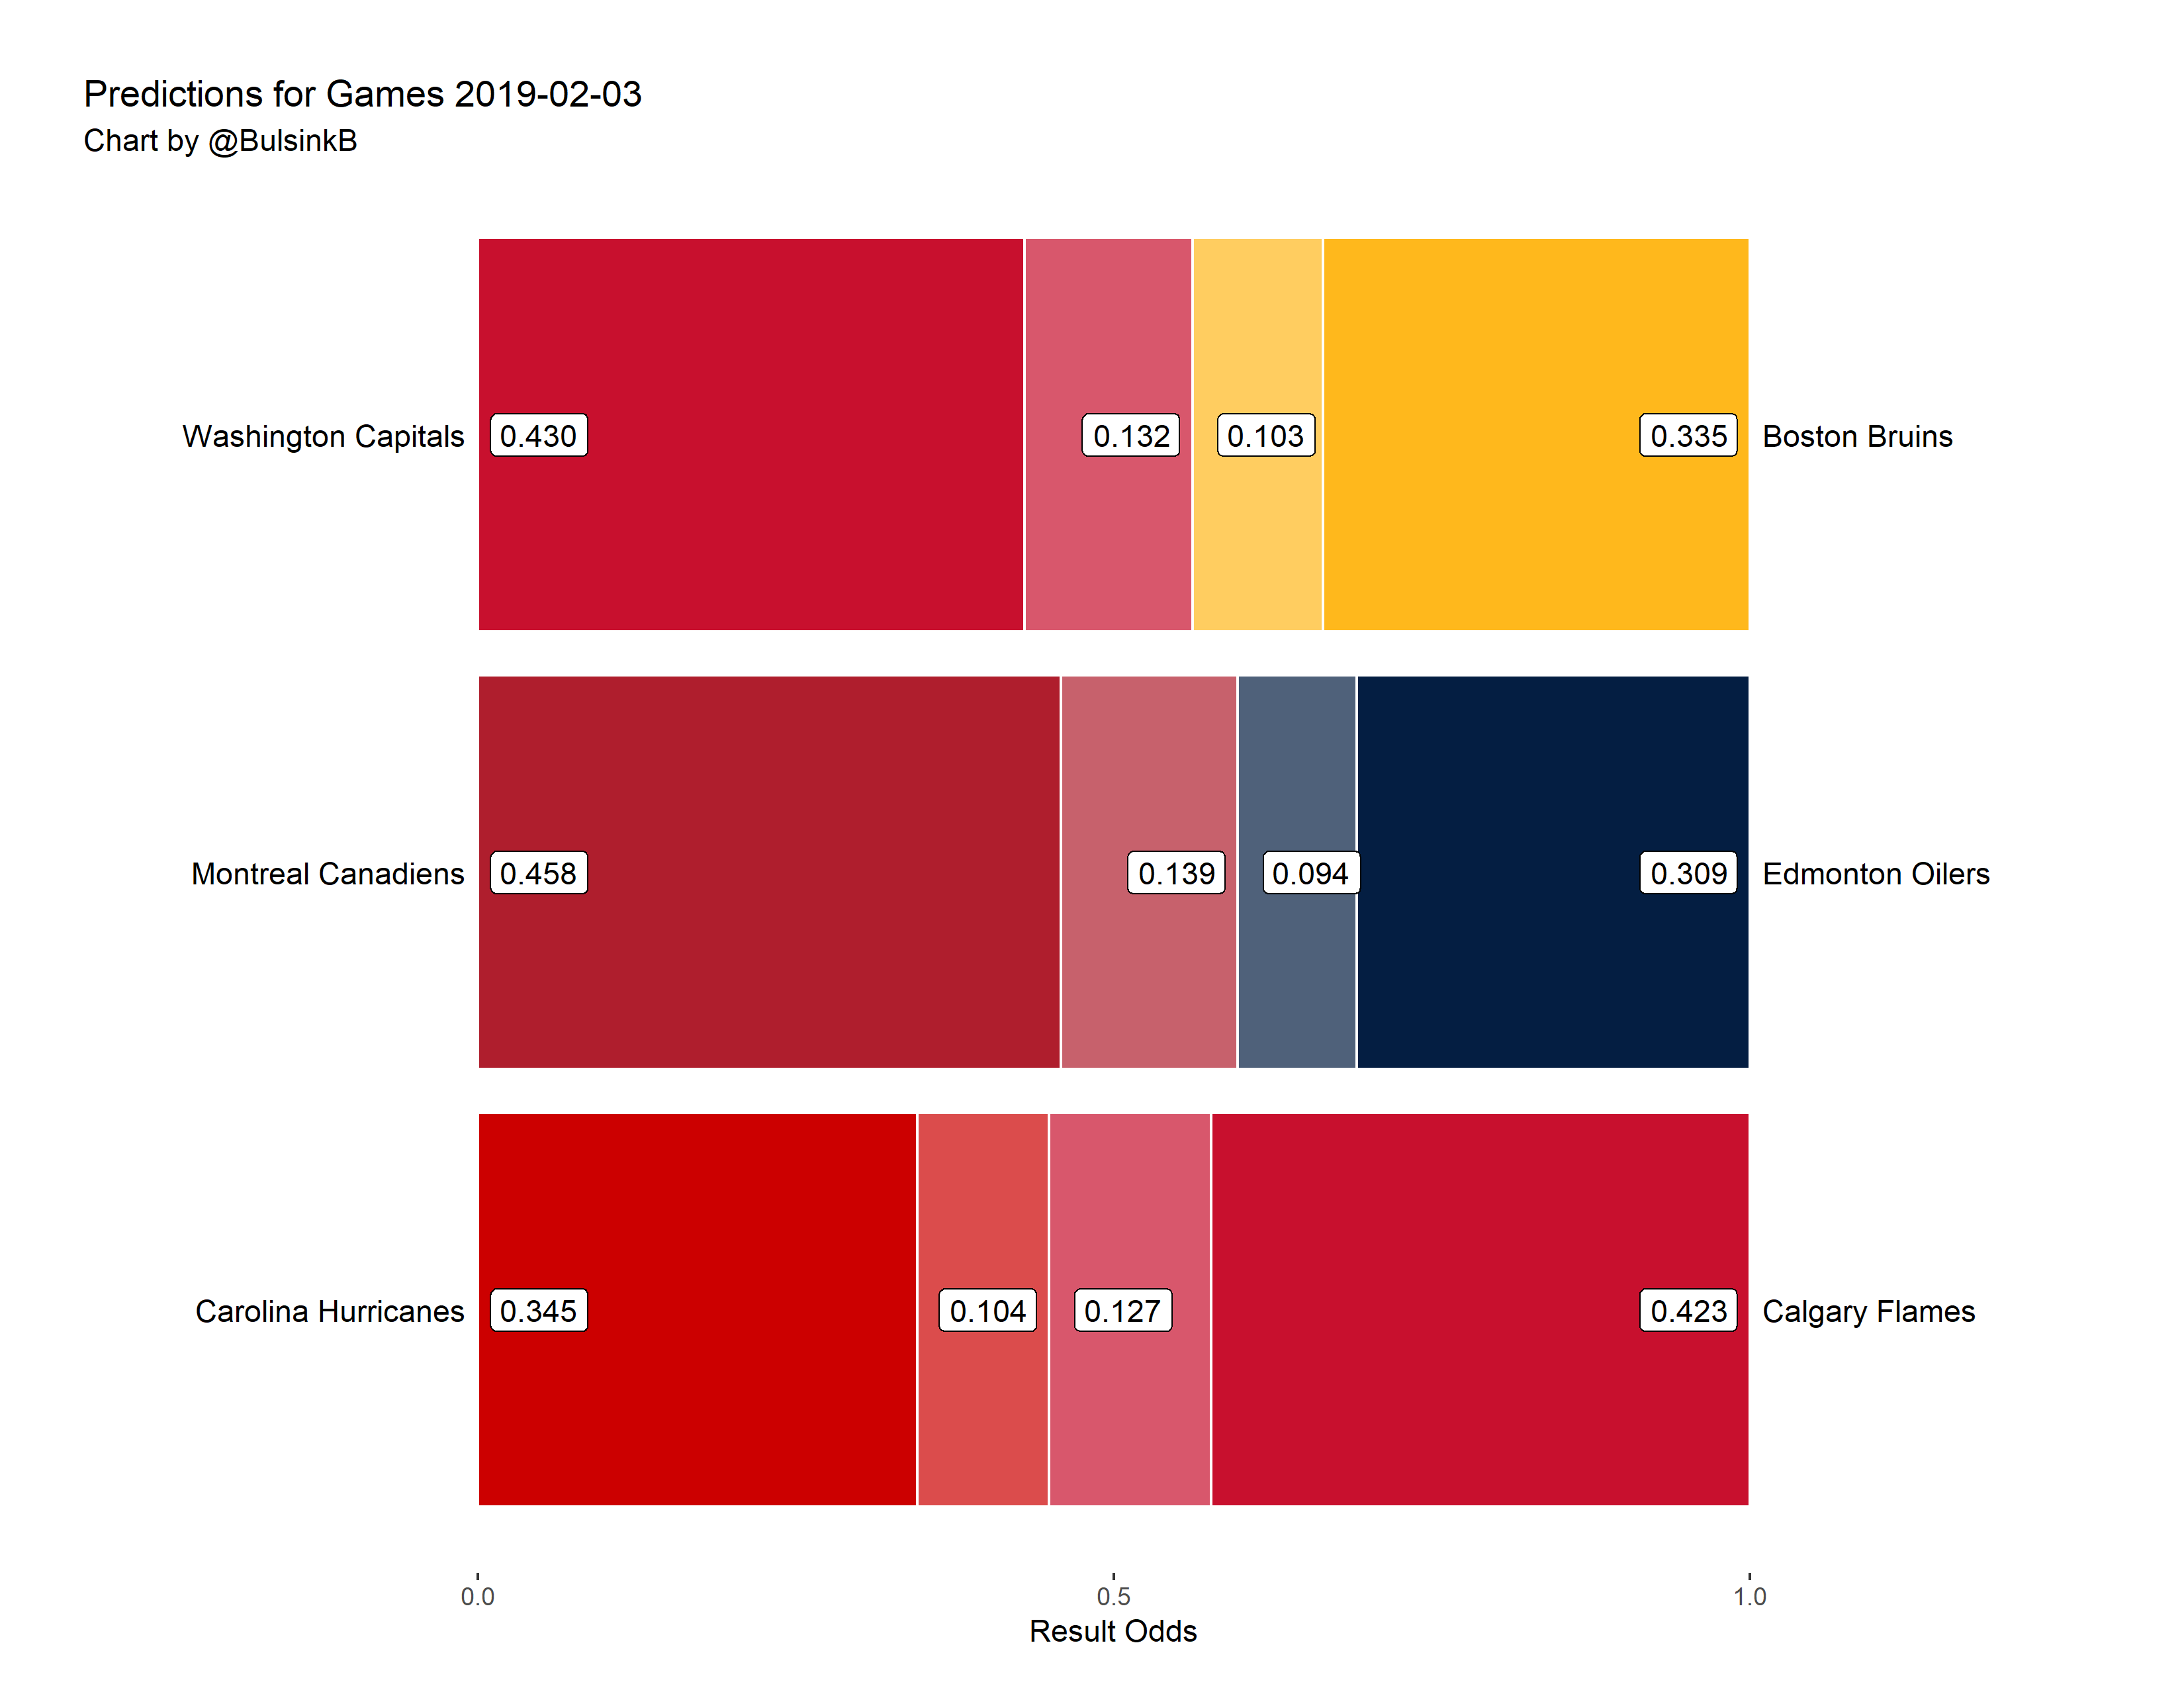 Predictions for Games 2019-02-03
Chart by @BulsinkB
Washington Capitals 0.430 0.132 0.103 0.335 Boston Bruins
Montreal Canadiens 0.458 0.139 0.094 0.309 Edmonton Oilers
Carolina Hurricanes 0.345 0.104 0.127 0.423 Calgary Flames
0.0 0.5 1.0
Result Odds